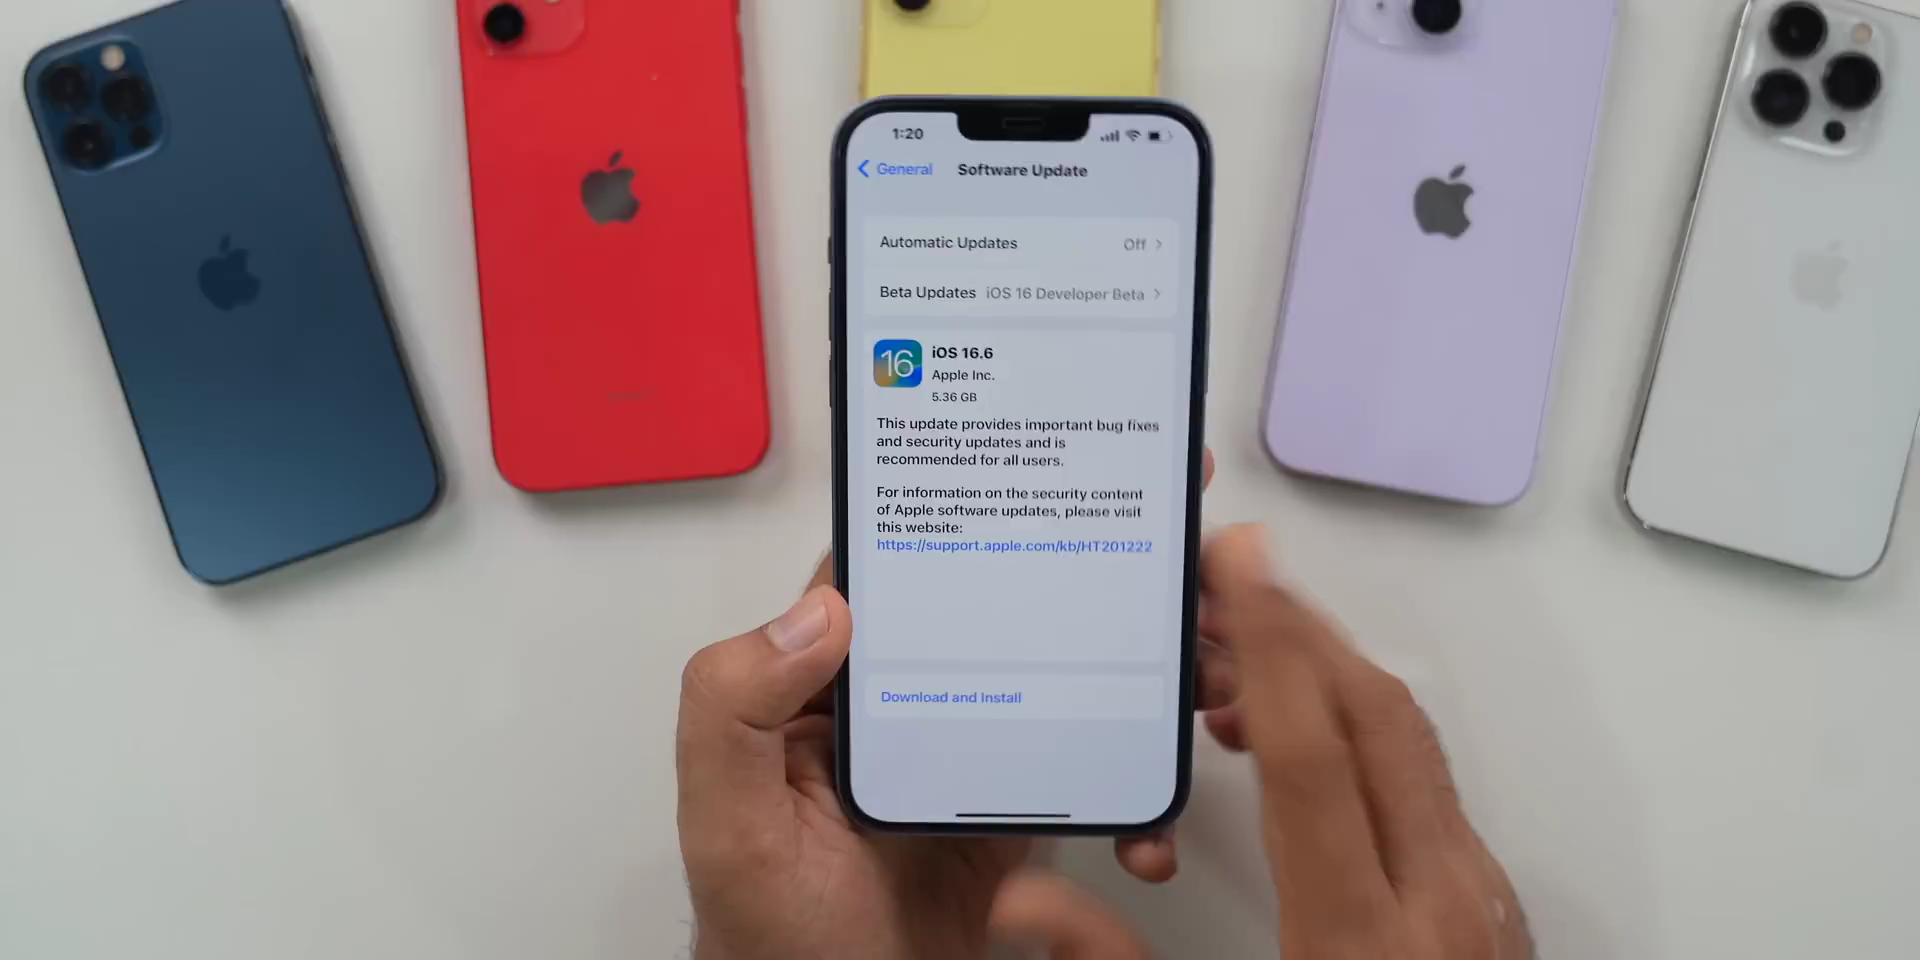 1:20
General Software Update
Automatic Updates Off
Beta Updates iOS 16 Developer Beta
16
iOS 16.6
Apple Inc.
5.36 GB
This update provides important bug fixes
and security updates and is
recommended for all users.
For information on the security content
of Apple software updates, please visit
this website:
https://support.apple.com/kb/HT201222
Download and Install